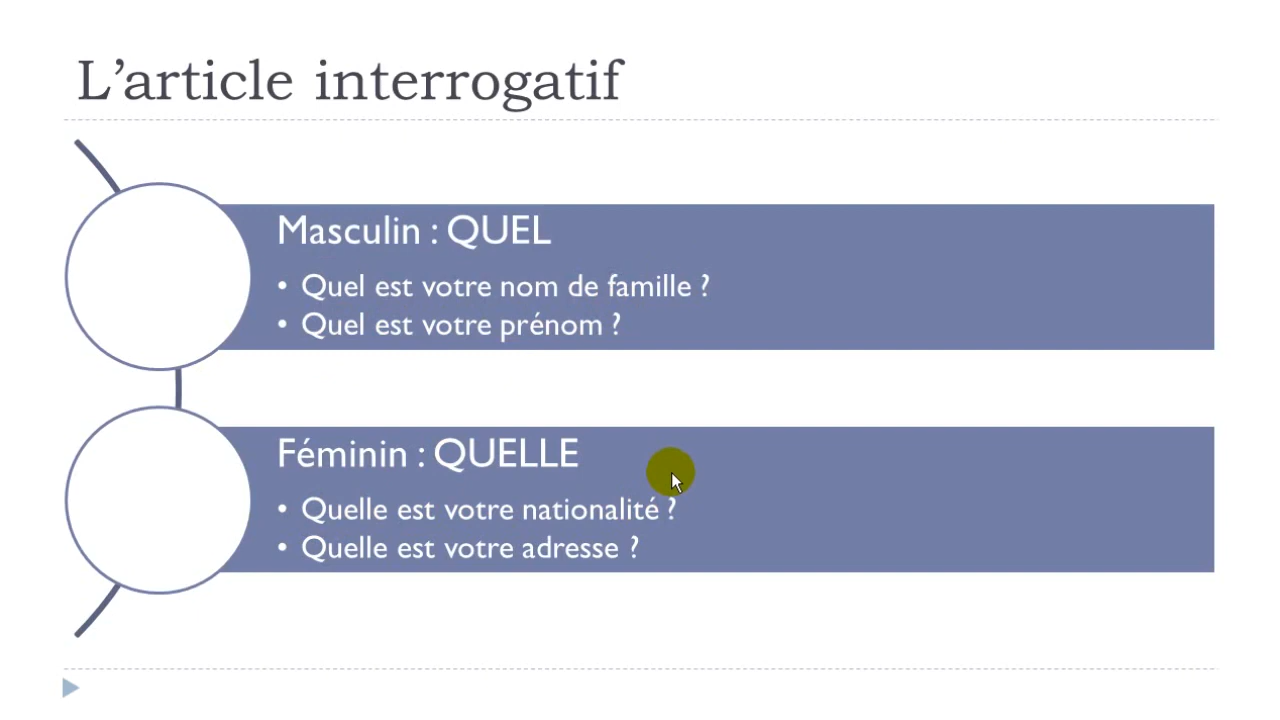 L’article interrogatif
Masculin : QUEL
• Quel est votre nom de famille ?
• Quel est votre prénom ?
Féminin : QUELLE
• Quelle est votre nationalité ?
• Quelle est votre adresse ?